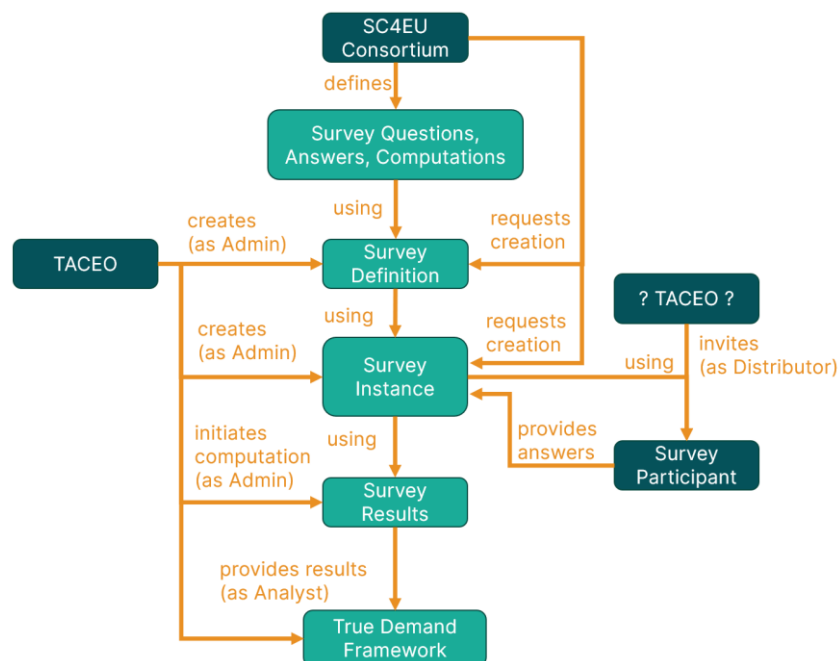 SC4EU
Consortium
defines
Survey Questions,
Answers, Computations
using
creates
(as Admin)
requests
creation
TACEO
Survey
Definition
? TACEO ?
using
creates
(as Admin)
requests
creation
invites
(as Distributor)
using
Survey
Instance
initiates
computation
(as Admin)
using
provides
answers
Survey
Participant
Survey
Results
provides results
(as Analyst)
True Demand
Framework